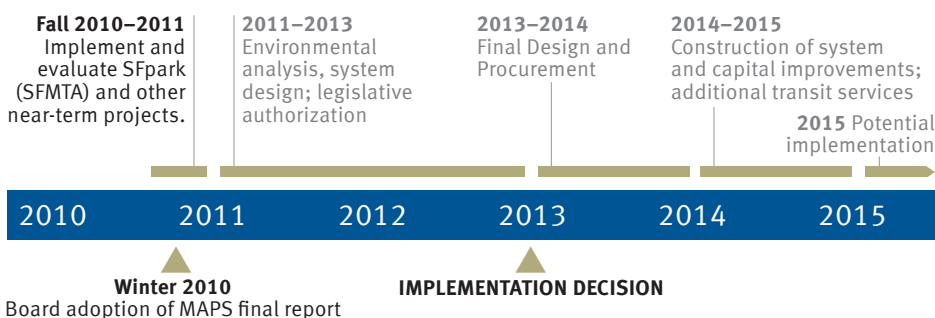 Fall 2010–2011
Implement and
evaluate SFpark
(SFMTA) and other
near-term projects.
2011–2013
Environmental
analysis, system
design; legislative
authorization
2013–2014
Final Design and
Procurement
2014–2015
Construction of system
and capital improvements;
additional transit services
2015 Potential
implementation
2010 2011 2012 2013 2014 2015
Winter 2010
Board adoption of MAPS final report
IMPLEMENTATION DECISION